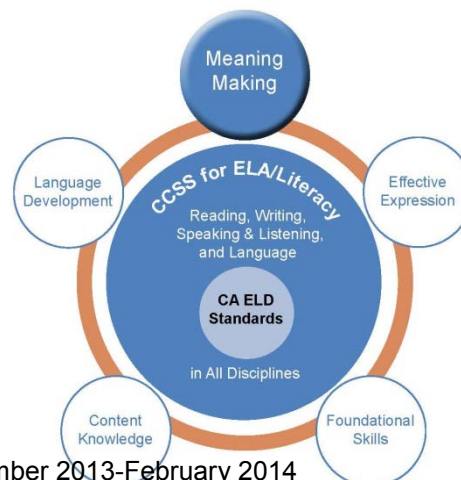 Meaning
Making
Language
Development
Effective
Expression
CCSS for ELA/Literacy
Reading, Writing,
Speaking & Listening,
and Language
CA ELD
Standards
in All Disciplines
Content
Knowledge
Foundational
Skills
2013-February 2014